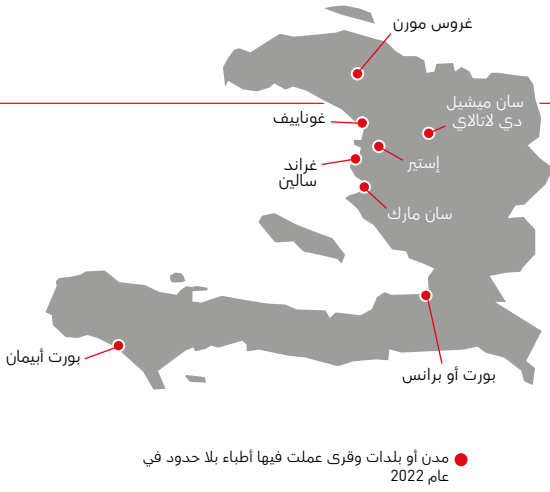 غروس مورن
سان ميشيل
دي لاتالاي
غوناييف
إستير
غراند
سالين
سان مارك
بورت أبيمان
بورت أو برانس
مدن أو بلدات وقرى عملت فيها أطباء بلا حدود في
عام 2022